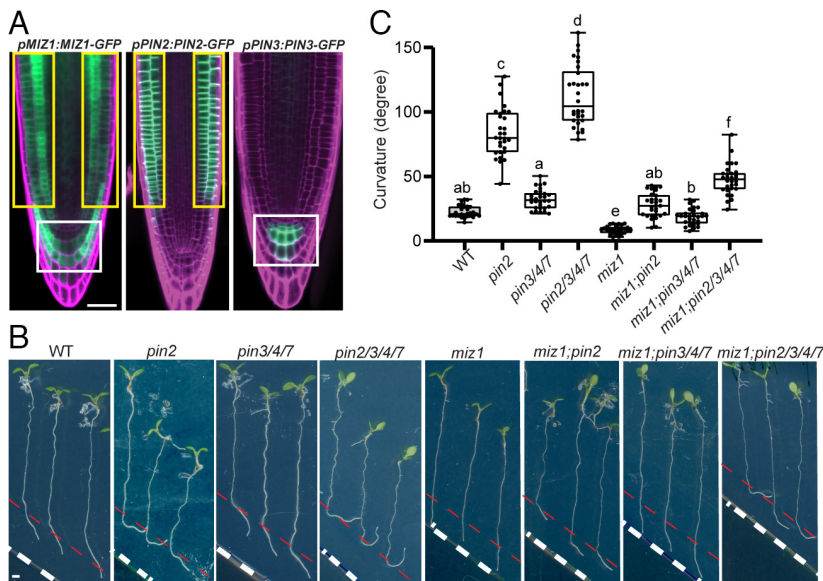 A
pMIZ1:MIZ1-GFP pPIN2:PIN2-GFP pPIN3:PIN3-GFP
C
Curvature (degree)
150
100
50
0
ab
c
a
d
e
ab
b
f
WT
pin2
pin3/4/7
pin2/3/4/7
miz1
miz1;pin2
miz1;pin3/4/7
miz1;pin2/3/4/7
B
WT pin2 pin3/4/7 pin2/3/4/7 miz1 miz1;pin2 miz1;pin3/4/7 miz1;pin2/3/4/7